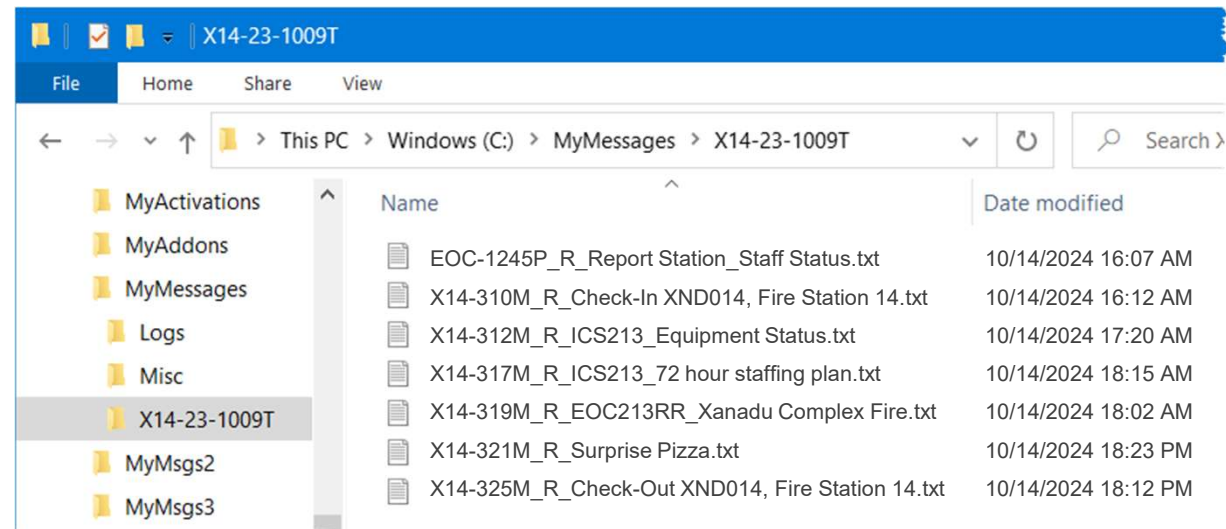 X14-23-1009T
File Home Share View
This PC > Windows (C:) > MyMessages > X14-23-1009T Search
MyActivations
MyAddons
MyMessages
Logs
Misc
X14-23-1009T
MyMsgs2
MyMsgs3
Name Date modified
EOC-1245P_R_Report Station_Staff Status.txt 10/14/2024 16:07 AM
X14-310M_R_Check-In XND014, Fire Station 14.txt 10/14/2024 16:12 AM
X14-312M_R_ICS213_Equipment Status.txt 10/14/2024 17:20 AM
X14-317M_R_ICS213_72 hour staffing plan.txt 10/14/2024 18:15 AM
X14-319M_R_EOC213RR_Xanadu Complex Fire.txt 10/14/2024 18:02 AM
X14-321M_R_Surprise Pizza.txt 10/14/2024 18:23 PM
X14-325M_R_Check-Out XND014, Fire Station 14.txt 10/14/2024 18:12 PM